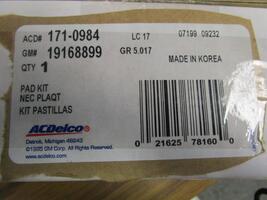 ACD# 171-0984 LC 17 07199 09232
GM# 19168899 GR 5.017
QTY 1 MADE IN KOREA
PAD KIT
NEC PLAQT
KIT PASTILLAS
ACDelco
Detroit, Michigan 48243
©1995 GM Corp. All Rights Reserved
www.acdelco.com
0 21625 78160 0